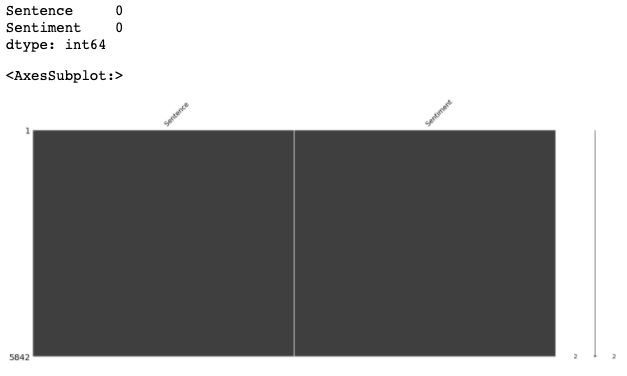 Sentence 0
Sentiment 0
dtype: int64
<AxesSubplot:>
Sentence Sentiment
1
5842
2 2